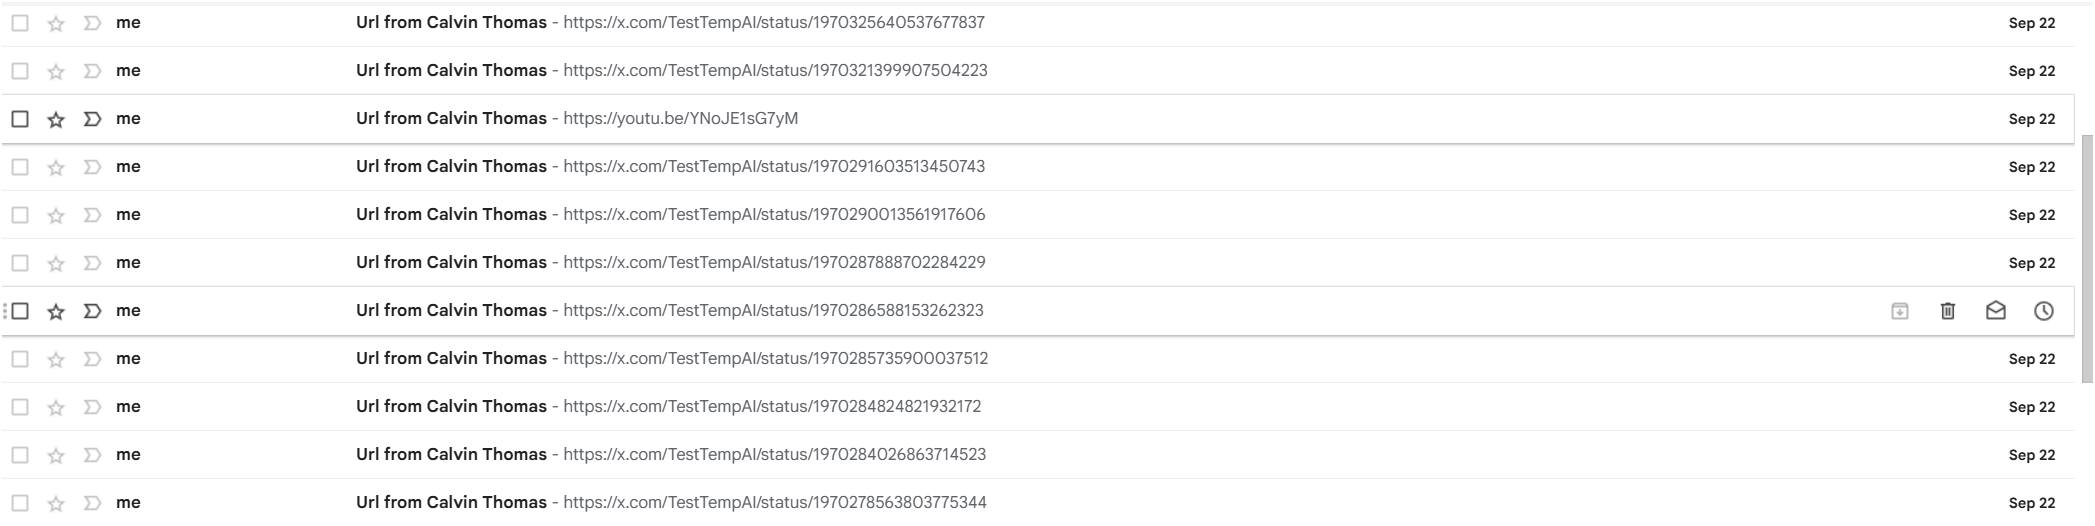 me Url from Calvin Thomas - https://x.com/TestTempAI/status/1970325640537677837 Sep 22
me Url from Calvin Thomas - https://x.com/TestTempAI/status/1970321399907504223 Sep 22
me Url from Calvin Thomas - https://youtu.be/YNoJE1sG7yM Sep 22
me Url from Calvin Thomas - https://x.com/TestTempAI/status/1970291603513450743 Sep 22
me Url from Calvin Thomas - https://x.com/TestTempAI/status/1970290013561917606 Sep 22
me Url from Calvin Thomas - https://x.com/TestTempAI/status/1970287888702284229 Sep 22
me Url from Calvin Thomas - https://x.com/TestTempAI/status/1970286588153262323
me Url from Calvin Thomas - https://x.com/TestTempAI/status/1970285735900037512 Sep 22
me Url from Calvin Thomas - https://x.com/TestTempAI/status/1970284824821932172 Sep 22
me Url from Calvin Thomas - https://x.com/TestTempAI/status/1970284026863714523 Sep 22
me Url from Calvin Thomas - https://x.com/TestTempAI/status/1970278563803775344 Sep 22